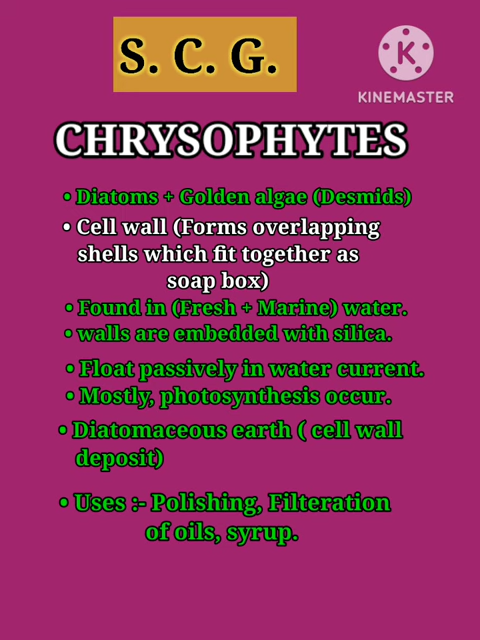 S. C. G.
K
KINEMASTER
CHRYSOPHYTES
• Diatoms + Golden algae (Desmids)
• Cell wall (Forms overlapping
shells which fit together as
soap box)
• Found in (Fresh + Marine) water.
• walls are embedded with silica.
• Float passively in water current.
• Mostly, photosynthesis occur.
• Diatomaceous earth ( cell wall
deposit)
• Uses :- Polishing, Filteration
of oils, syrup.